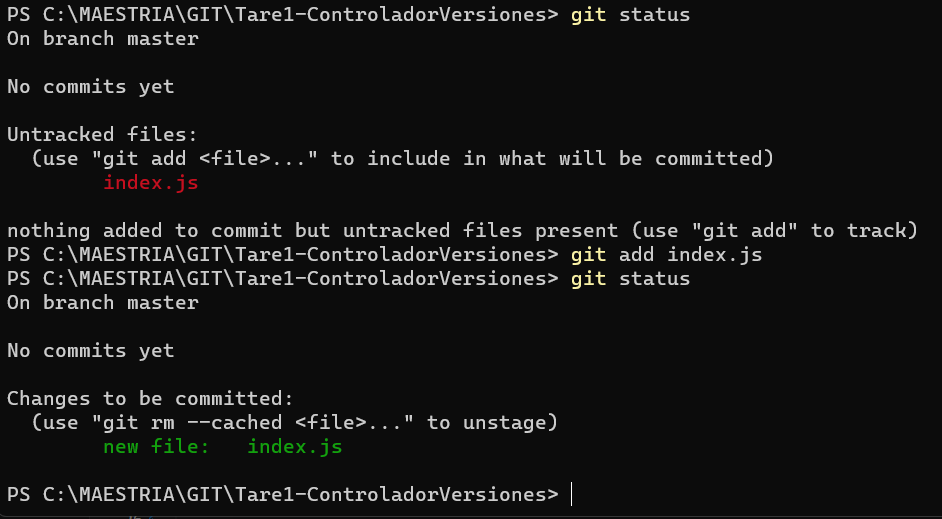 PS C:\MAESTRIA\GIT\Tare1-ControladorVersiones> git status
On branch master
No commits yet
Untracked files:
(use "git add <file>..." to include in what will be committed)
index.js
nothing added to commit but untracked files present (use "git add" to track)
PS C:\MAESTRIA\GIT\Tare1-ControladorVersiones> git add index.js
PS C:\MAESTRIA\GIT\Tare1-ControladorVersiones> git status
On branch master
No commits yet
Changes to be committed:
(use "git rm --cached <file>..." to unstage)
new file:   index.js
PS C:\MAESTRIA\GIT\Tare1-ControladorVersiones>